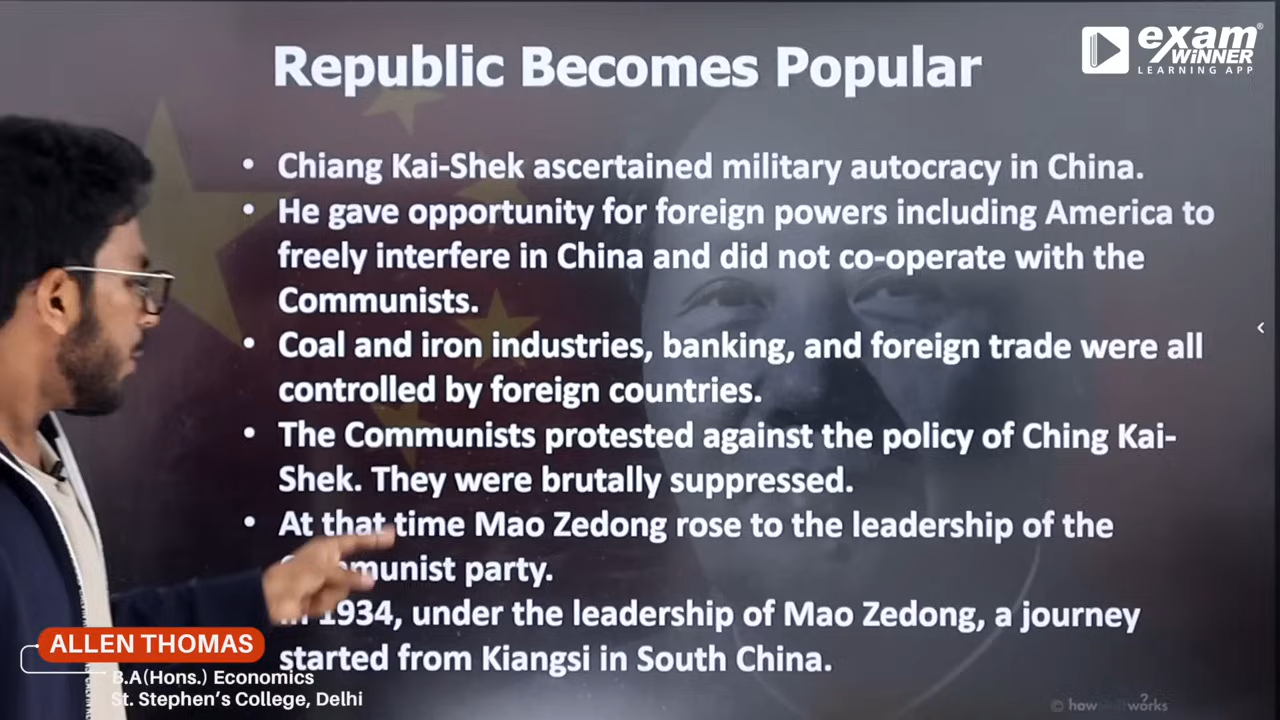 Republic Becomes Popular
exam
WiNNER
LEARNING APP
• Chiang Kai-Shek ascertained military autocracy in China.
• He gave opportunity for foreign powers including America to
freely interfere in China and did not co-operate with the
Communists.
• Coal and iron industries, banking, and foreign trade were all
controlled by foreign countries.
• The Communists protested against the policy of Ching Kai-
Shek. They were brutally suppressed.
• At that time Mao Zedong rose to the leadership of the
party.
1934, under the leadership of Mao Zedong, a journey
started from Kiangsi in South China.
ALLEN THOMAS
B.A(Hons.) Economics
St. Stephen's College, Delhi